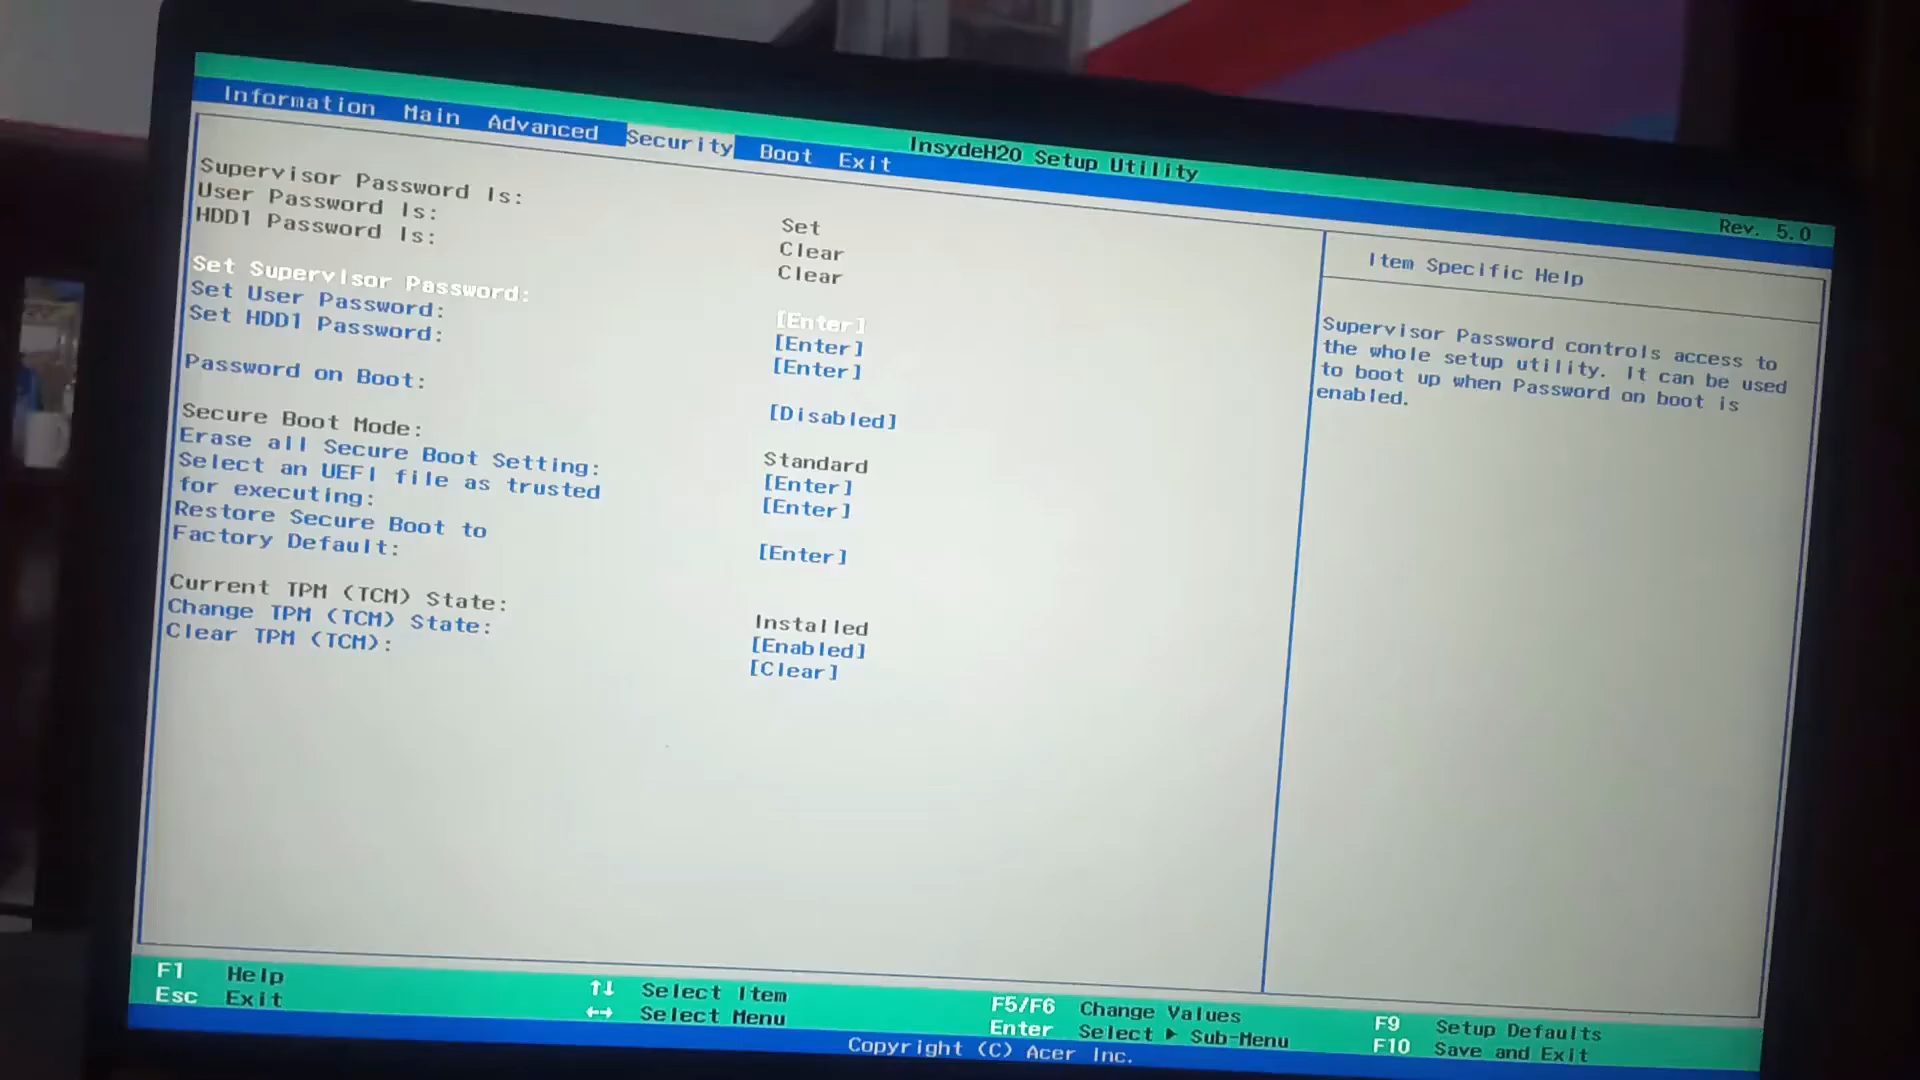 InsydeH20 Setup Utility
Rev. 5.0
Information Main Advanced Security Boot Exit
Supervisor Password Is: Set
User Password Is: Clear
HDD1 Password Is: Clear
Set Supervisor Password: [Enter]
Set User Password: [Enter]
Set HDD1 Password: [Enter]
Password on Boot: [Disabled]
Secure Boot Mode: Standard
Erase all Secure Boot Setting: [Enter]
Select an UEFI file as trusted [Enter]
for executing:
Restore Secure Boot to [Enter]
Factory Default:
Current TPM (TCM) State: Installed
Change TPM (TCM) State: [Enabled]
Clear TPM (TCM): [Clear]
Item Specific Help
Supervisor Password controls access to
the whole setup utility. It can be used
to boot up when Password on boot is
enabled.
F1 Help ↑↓ Select Item F5/F6 Change Values F9 Setup Defaults
Esc Exit ←→ Select Menu Enter Select ▶ Sub-Menu F10 Save and Exit
Copyright (C) Acer Inc.